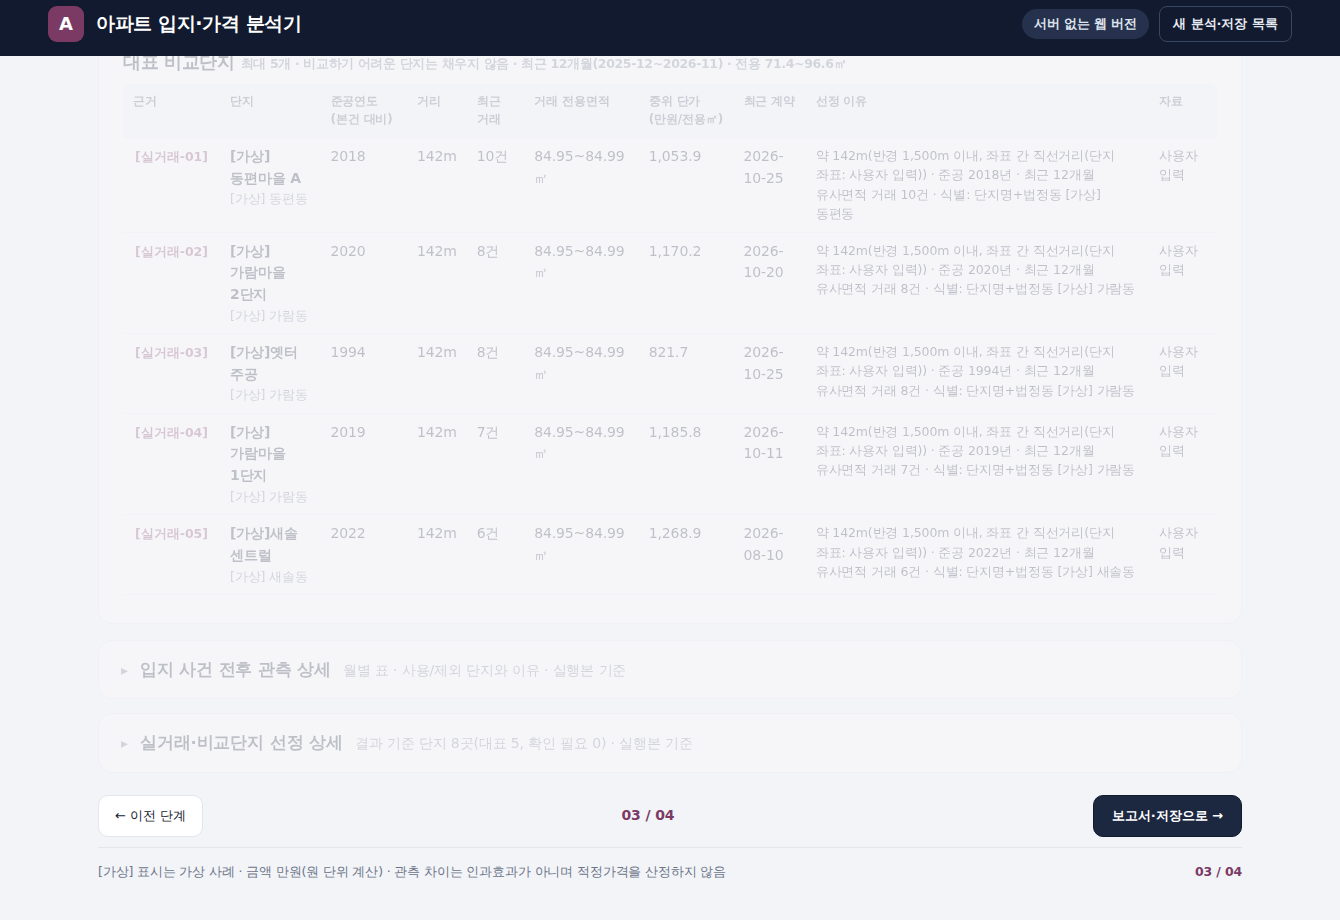 A 아파트 입지·가격 분석기 서버 없는 웹 버전 새 분석·저장 목록
대표 비교단지 최대 5개 · 비교하기 어려운 단지는 채우지 않음 · 최근 12개월(2025-12~2026-11) · 전용 71.4~96.6㎡
근거 단지 준공연도 거리 최근 거래 전용면적 중위 단가 최근 계약 선정 이유 자료
(본건 대비) 거래 (만원/전용㎡)
[실거래-01] [가상] 2018 142m 10건 84.95~84.99 1,053.9 2026- 약 142m(반경 1,500m 이내, 좌표 간 직선거리(단지 사용자
동편마을 A ㎡ 10-25 좌표: 사용자 입력)) · 준공 2018년 · 최근 12개월 입력
[가상] 동편동 유사면적 거래 10건 · 식별: 단지명+법정동 [가상]
동편동
[실거래-02] [가상] 2020 142m 8건 84.95~84.99 1,170.2 2026- 약 142m(반경 1,500m 이내, 좌표 간 직선거리(단지 사용자
가람마을 ㎡ 10-20 좌표: 사용자 입력)) · 준공 2020년 · 최근 12개월 입력
2단지 유사면적 거래 8건 · 식별: 단지명+법정동 [가상] 가람동
[가상] 가람동
[실거래-03] [가상]옛터 1994 142m 8건 84.95~84.99 821.7 2026- 약 142m(반경 1,500m 이내, 좌표 간 직선거리(단지 사용자
주공 ㎡ 10-25 좌표: 사용자 입력)) · 준공 1994년 · 최근 12개월 입력
[가상] 가람동 유사면적 거래 8건 · 식별: 단지명+법정동 [가상] 가람동
[실거래-04] [가상] 2019 142m 7건 84.95~84.99 1,185.8 2026- 약 142m(반경 1,500m 이내, 좌표 간 직선거리(단지 사용자
가람마을 ㎡ 10-11 좌표: 사용자 입력)) · 준공 2019년 · 최근 12개월 입력
1단지 유사면적 거래 7건 · 식별: 단지명+법정동 [가상] 가람동
[가상] 가람동
[실거래-05] [가상]새솔 2022 142m 6건 84.95~84.99 1,268.9 2026- 약 142m(반경 1,500m 이내, 좌표 간 직선거리(단지 사용자
센트럴 ㎡ 08-10 좌표: 사용자 입력)) · 준공 2022년 · 최근 12개월 입력
[가상] 새솔동 유사면적 거래 6건 · 식별: 단지명+법정동 [가상] 새솔동
▸ 입지 사건 전후 관측 상세 월별 표 · 사용/제외 단지와 이유 · 실행본 기준
▸ 실거래·비교단지 선정 상세 결과 기준 단지 8곳(대표 5, 확인 필요 0) · 실행본 기준
← 이전 단계 03 / 04 보고서·저장으로 →
[가상] 표시는 가상 사례 · 금액 만원(원 단위 계산) · 관측 차이는 인과효과가 아니며 적정가격을 산정하지 않음 03 / 04